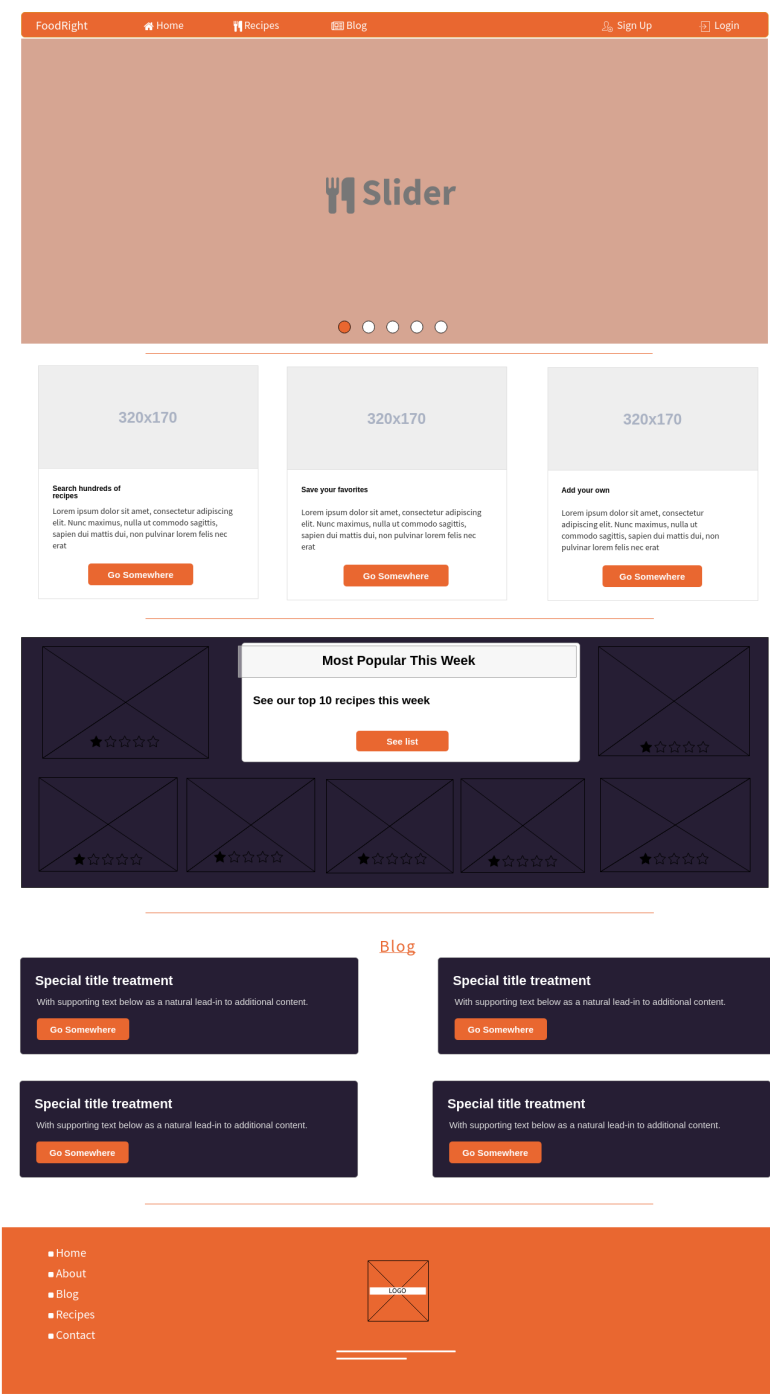 FoodRight Home Recipes Blog Sign Up Login
Slider
320x170
Search hundreds of
recipes
Lorem ipsum dolor sit amet, consectetur adipiscing
elit. Nunc maximus, nulla ut commodo sagittis,
sapien dui mattis dui, non pulvinar lorem felis nec
erat
Go Somewhere
320x170
Save your favorites
Lorem ipsum dolor sit amet, consectetur adipiscing
elit. Nunc maximus, nulla ut commodo sagittis,
sapien dui mattis dui, non pulvinar lorem felis nec
erat
Go Somewhere
320x170
Add your own
Lorem ipsum dolor sit amet, consectetur
adipiscing elit. Nunc maximus, nulla ut
commodo sagittis, sapien dui mattis dui, non
pulvinar lorem felis nec erat
Go Somewhere
Most Popular This Week
See our top 10 recipes this week
See list
Blog
Special title treatment
With supporting text below as a natural lead-in to additional content.
Go Somewhere
Special title treatment
With supporting text below as a natural lead-in to additional content.
Go Somewhere
Special title treatment
With supporting text below as a natural lead-in to additional content.
Go Somewhere
Special title treatment
With supporting text below as a natural lead-in to additional content.
Go Somewhere
Home
About
Blog
Recipes
Contact
LOGO